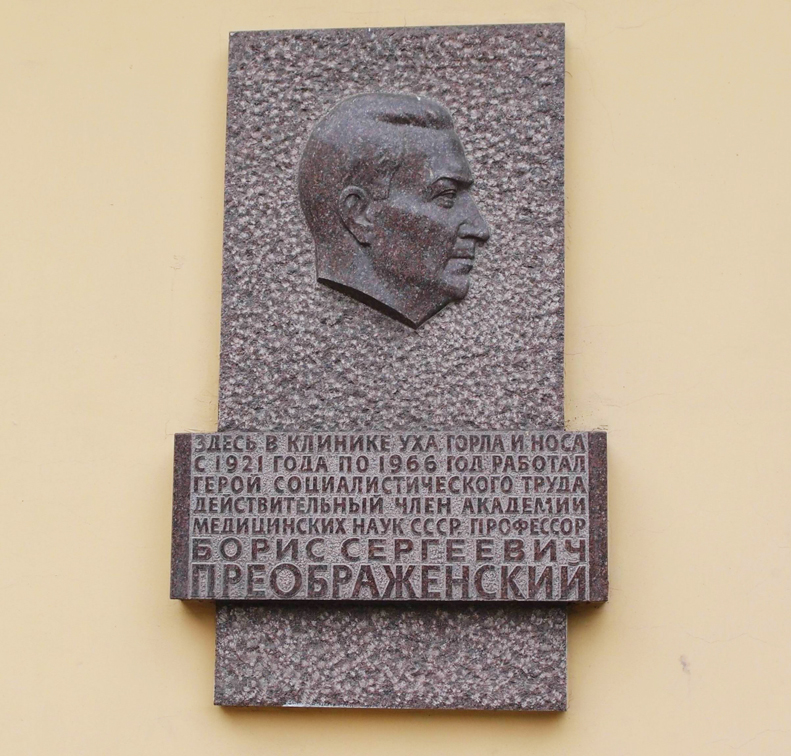 ЗДЕСЬ В КЛИНИКЕ УХА ГОРЛА И НОСА
С 1921 ГОДА ПО 1966 ГОД РАБОТАЛ
ГЕРОЙ СОЦИАЛИСТИЧЕСКОГО ТРУДА
ДЕЙСТВИТЕЛЬНЫЙ ЧЛЕН АКАДЕМИИ
МЕДИЦИНСКИХ НАУК СССР ПРОФЕССОР
БОРИС СЕРГЕЕВИЧ
ПРЕОБРАЖЕНСКИЙ